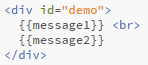 <div id="demo">
  {{message1}} <br>
  {{message2}}
</div>